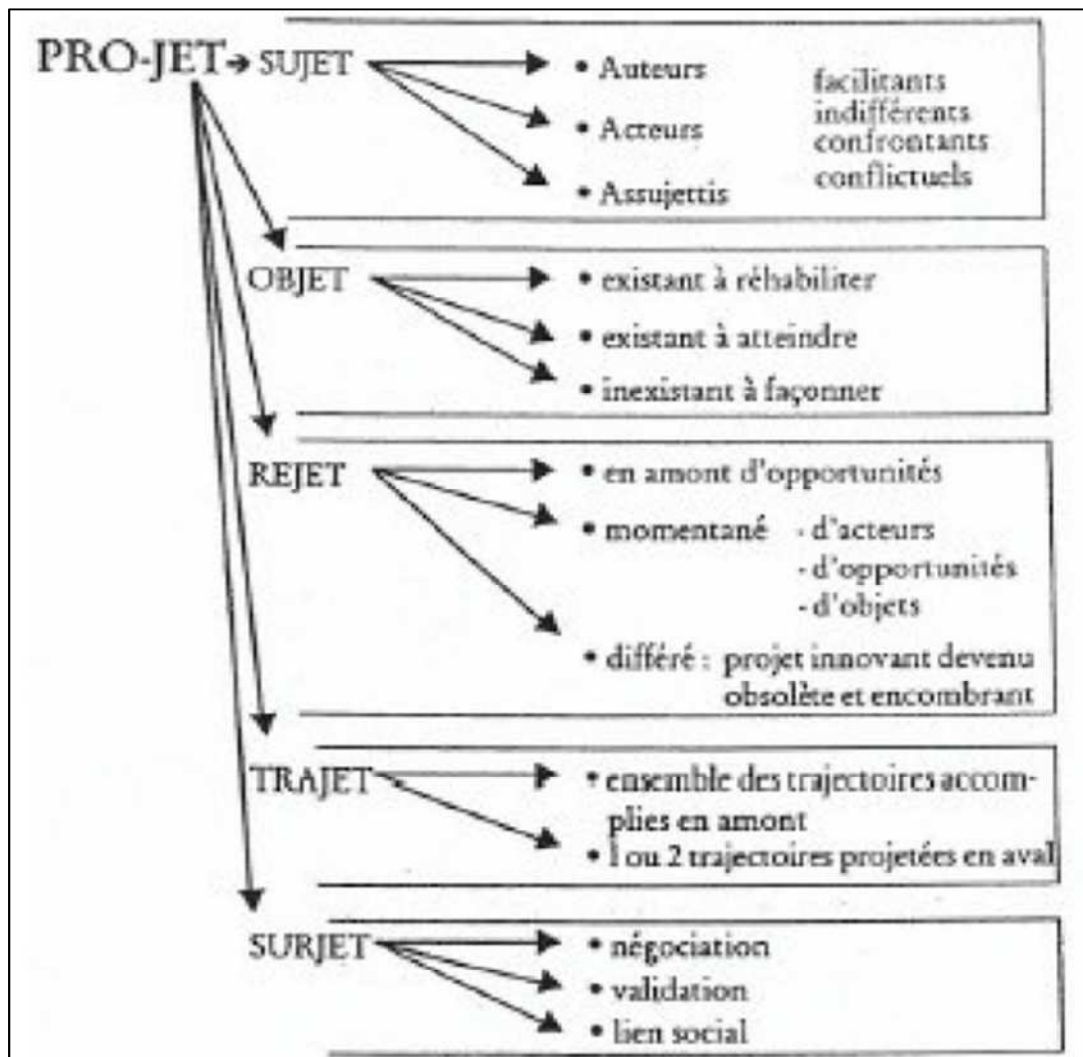 PRO-JET → SUJET
• Auteurs
• Acteurs
• Assujettis
facilitants
indifférents
confrontants
conflictuels
OBJET
• existant à réhabiliter
• existant à atteindre
• inexistant à façonner
REJET
• en amont d'opportunités
• momentané - d'acteurs
- d'opportunités
- d'objets
• différé : projet innovant devenu
obsolète et encombrant
TRAJET
• ensemble des trajectoires accom-
plies en amont
• 1 ou 2 trajectoires projetées en aval
SURJET
• négociation
• validation
• lien social